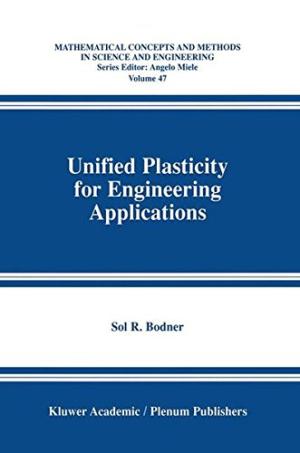 MATHEMATICAL CONCEPTS AND METHODS
IN SCIENCE AND ENGINEERING
Series Editor: Angelo Miele
Volume 47
Unified Plasticity
for Engineering
Applications
Sol R. Bodner
Kluwer Academic / Plenum Publishers